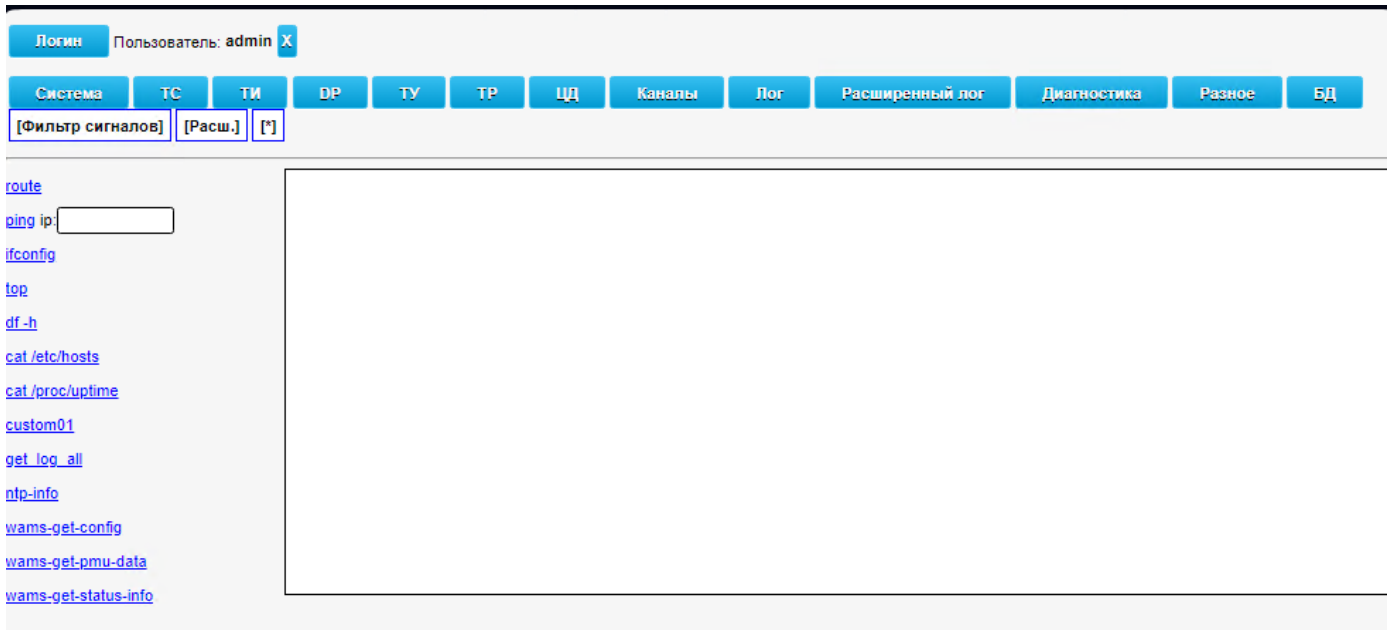 Логин Пользователь: admin X
Система ТС ТИ DP ТУ ТР ЦД Каналы Лог Расширенный лог Диагностика Разное БД
[Фильтр сигналов] [Расш.] [*]
route
ping ip:
ifconfig
top
df -h
cat /etc/hosts
cat /proc/uptime
custom01
get_log_all
ntp-info
wams-get-config
wams-get-pmu-data
wams-get-status-info